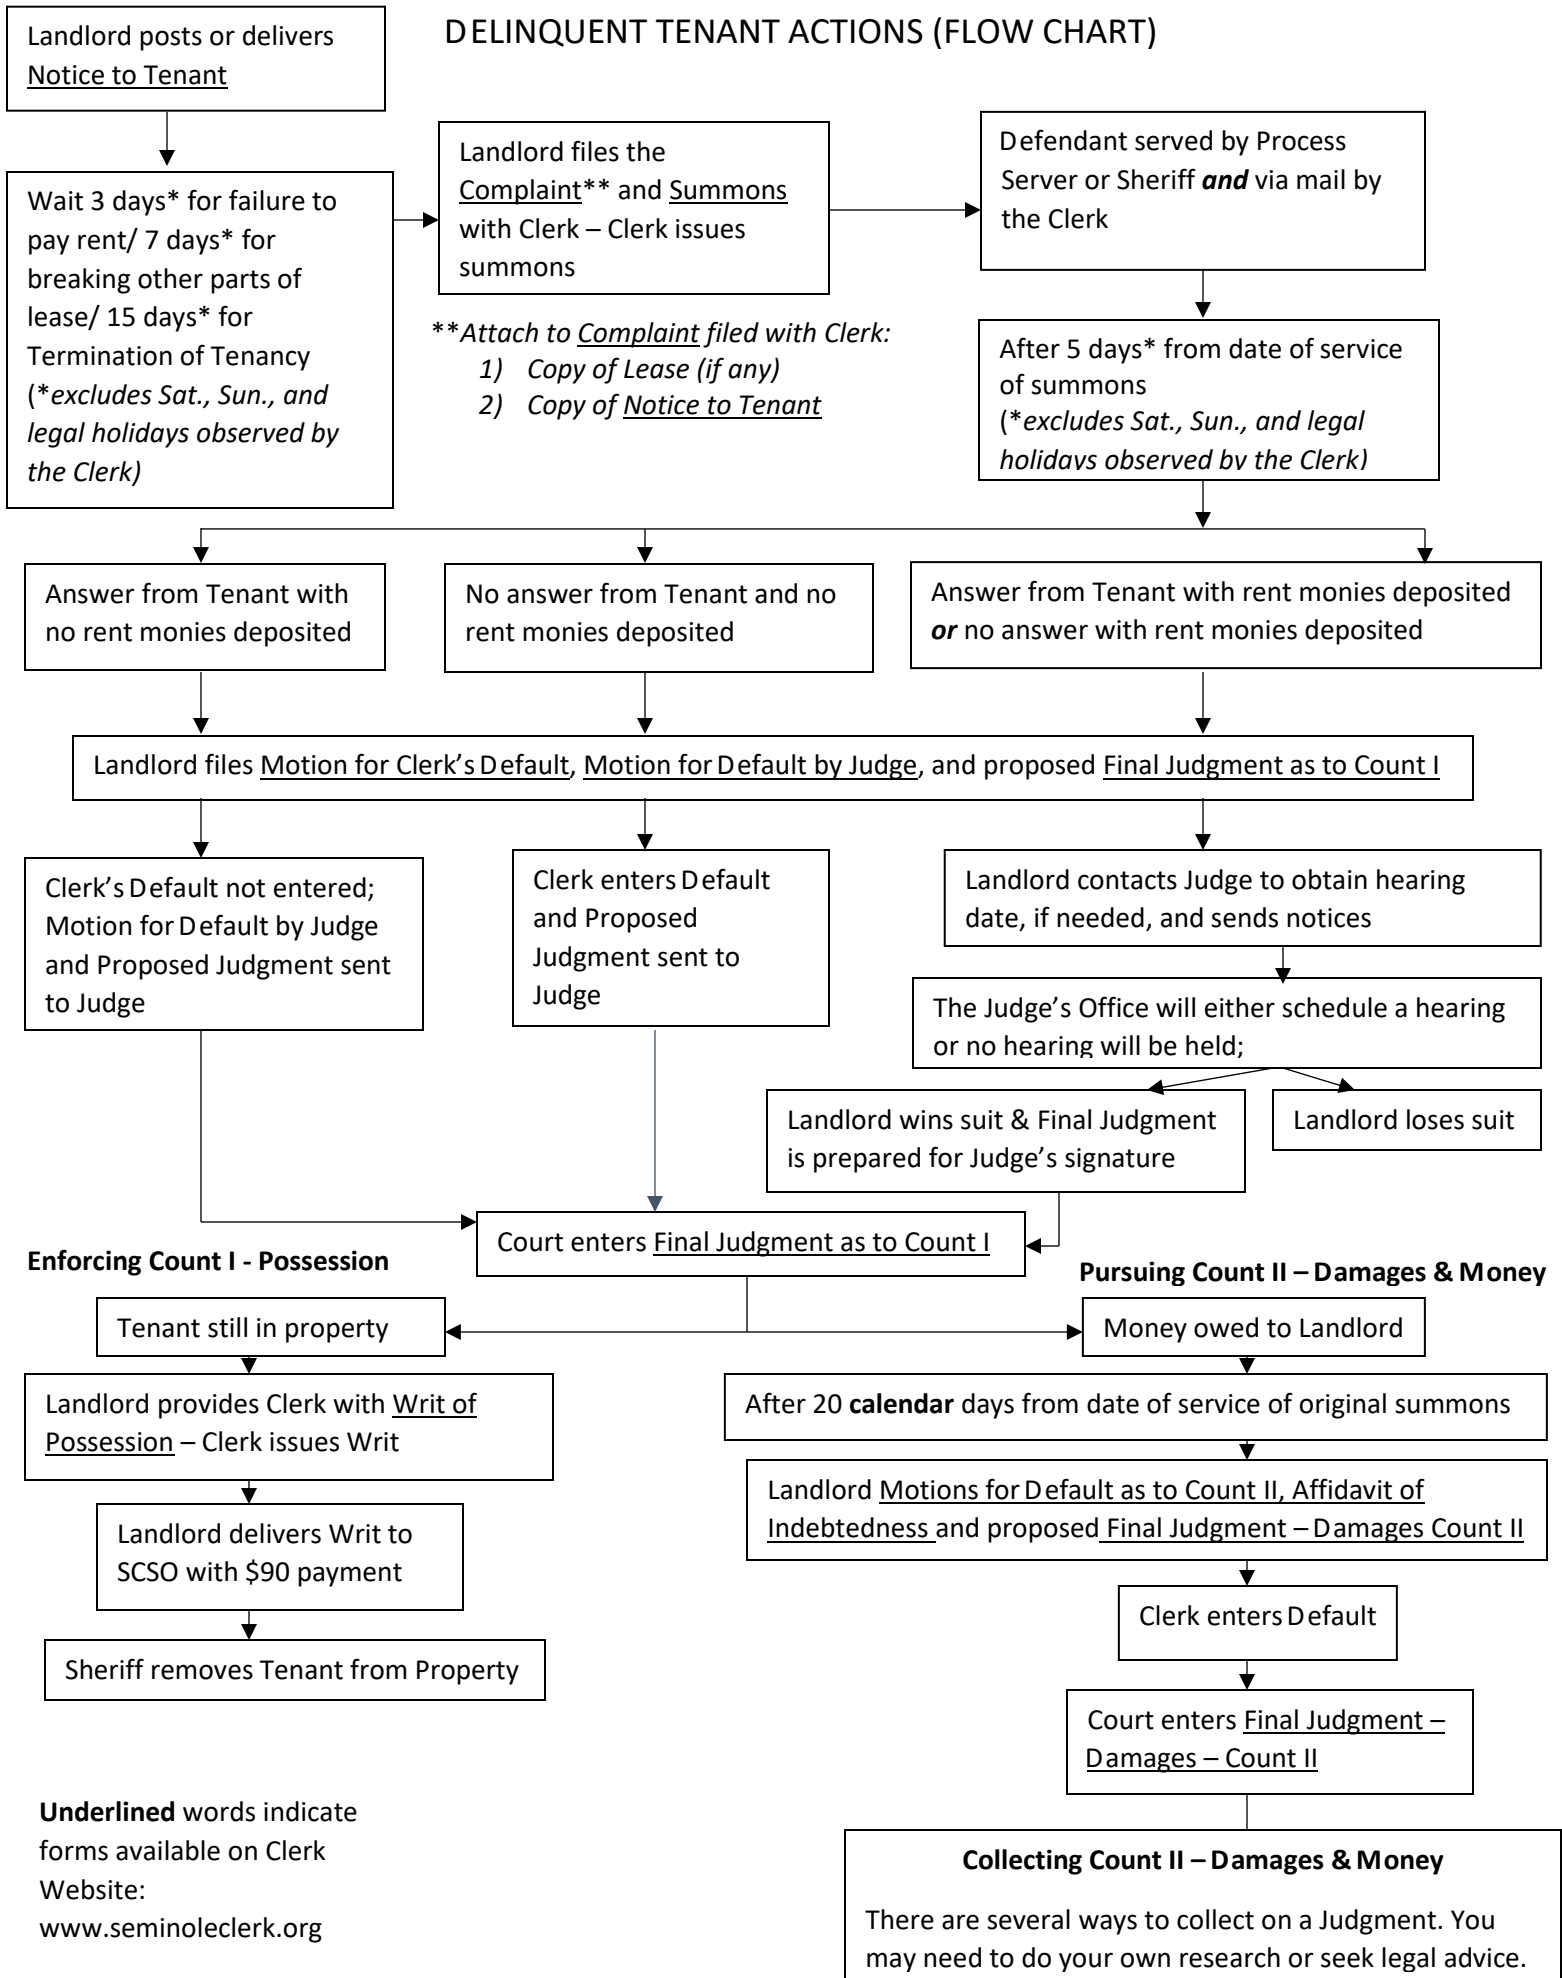 DELINQUENT TENANT ACTIONS (FLOW CHART)
Landlord posts or delivers
Notice to Tenant
Wait 3 days* for failure to
pay rent/ 7 days* for
breaking other parts of
lease/ 15 days* for
Termination of Tenancy
(*excludes Sat., Sun., and
legal holidays observed by
the Clerk)
Landlord files the
Complaint** and Summons
with Clerk – Clerk issues
summons
**Attach to Complaint filed with Clerk:
1) Copy of Lease (if any)
2) Copy of Notice to Tenant
Defendant served by Process
Server or Sheriff and via mail by
the Clerk
After 5 days* from date of service
of summons
(*excludes Sat., Sun., and legal
holidays observed by the Clerk)
Answer from Tenant with
no rent monies deposited
No answer from Tenant and no
rent monies deposited
Answer from Tenant with rent monies deposited
or no answer with rent monies deposited
Landlord files Motion for Clerk’s Default, Motion for Default by Judge, and proposed Final Judgment as to Count I
Clerk’s Default not entered;
Motion for Default by Judge
and Proposed Judgment sent
to Judge
Clerk enters Default
and Proposed
Judgment sent to
Judge
Landlord contacts Judge to obtain hearing
date, if needed, and sends notices
The Judge’s Office will either schedule a hearing
or no hearing will be held;
Landlord wins suit & Final Judgment
is prepared for Judge’s signature
Landlord loses suit
Court enters Final Judgment as to Count I
Enforcing Count I - Possession
Tenant still in property
Landlord provides Clerk with Writ of
Possession – Clerk issues Writ
Landlord delivers Writ to
SCSO with $90 payment
Sheriff removes Tenant from Property
Pursuing Count II – Damages & Money
Money owed to Landlord
After 20 calendar days from date of service of original summons
Landlord Motions for Default as to Count II, Affidavit of
Indebtedness and proposed Final Judgment – Damages Count II
Clerk enters Default
Court enters Final Judgment –
Damages – Count II
Underlined words indicate
forms available on Clerk
Website:
www.seminoleclerk.org
Collecting Count II – Damages & Money
There are several ways to collect on a Judgment. You
may need to do your own research or seek legal advice.